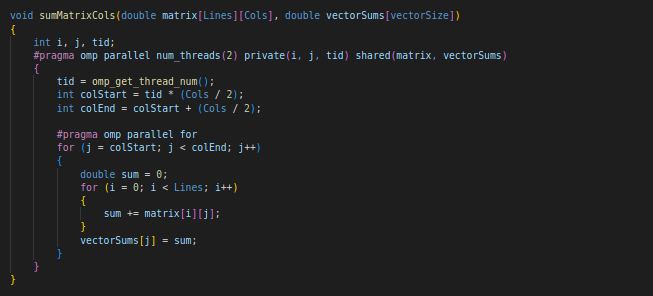 void sumMatrixCols(double matrix[Lines][Cols], double vectorSums[vectorSize])
{
    int i, j, tid;
    #pragma omp parallel num_threads(2) private(i, j, tid) shared(matrix, vectorSums)
    {
        tid = omp_get_thread_num();
        int colStart = tid * (Cols / 2);
        int colEnd = colStart + (Cols / 2);

        #pragma omp parallel for
        for (j = colStart; j < colEnd; j++)
        {
            double sum = 0;
            for (i = 0; i < Lines; i++)
            {
                sum += matrix[i][j];
            }
            vectorSums[j] = sum;
        }
    }
}